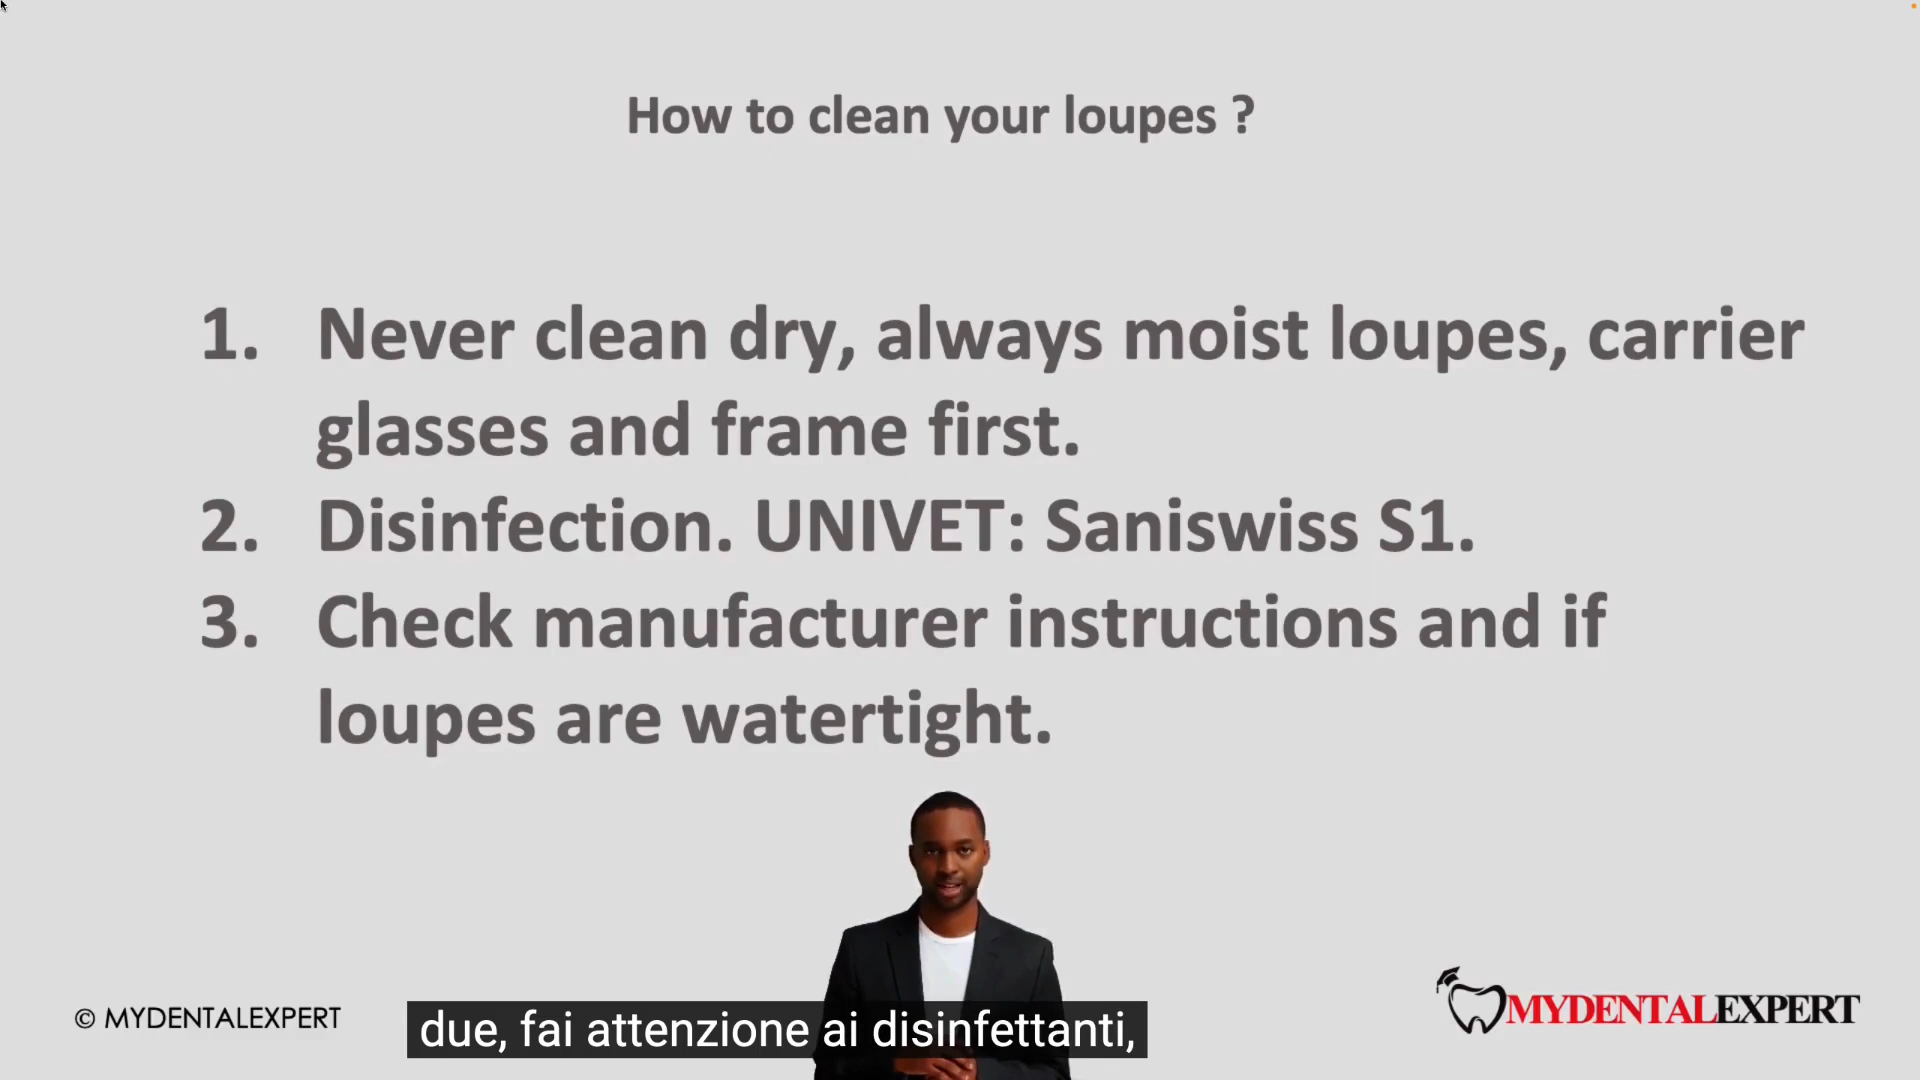 How to clean your loupes ?
1. Never clean dry, always moist loupes, carrier
glasses and frame first.
2. Disinfection. UNIVET: Saniswiss S1.
3. Check manufacturer instructions and if
loupes are watertight.
© MYDENTALEXPERT
due, fai attenzione ai disinfettanti,
MYDENTALEXPERT